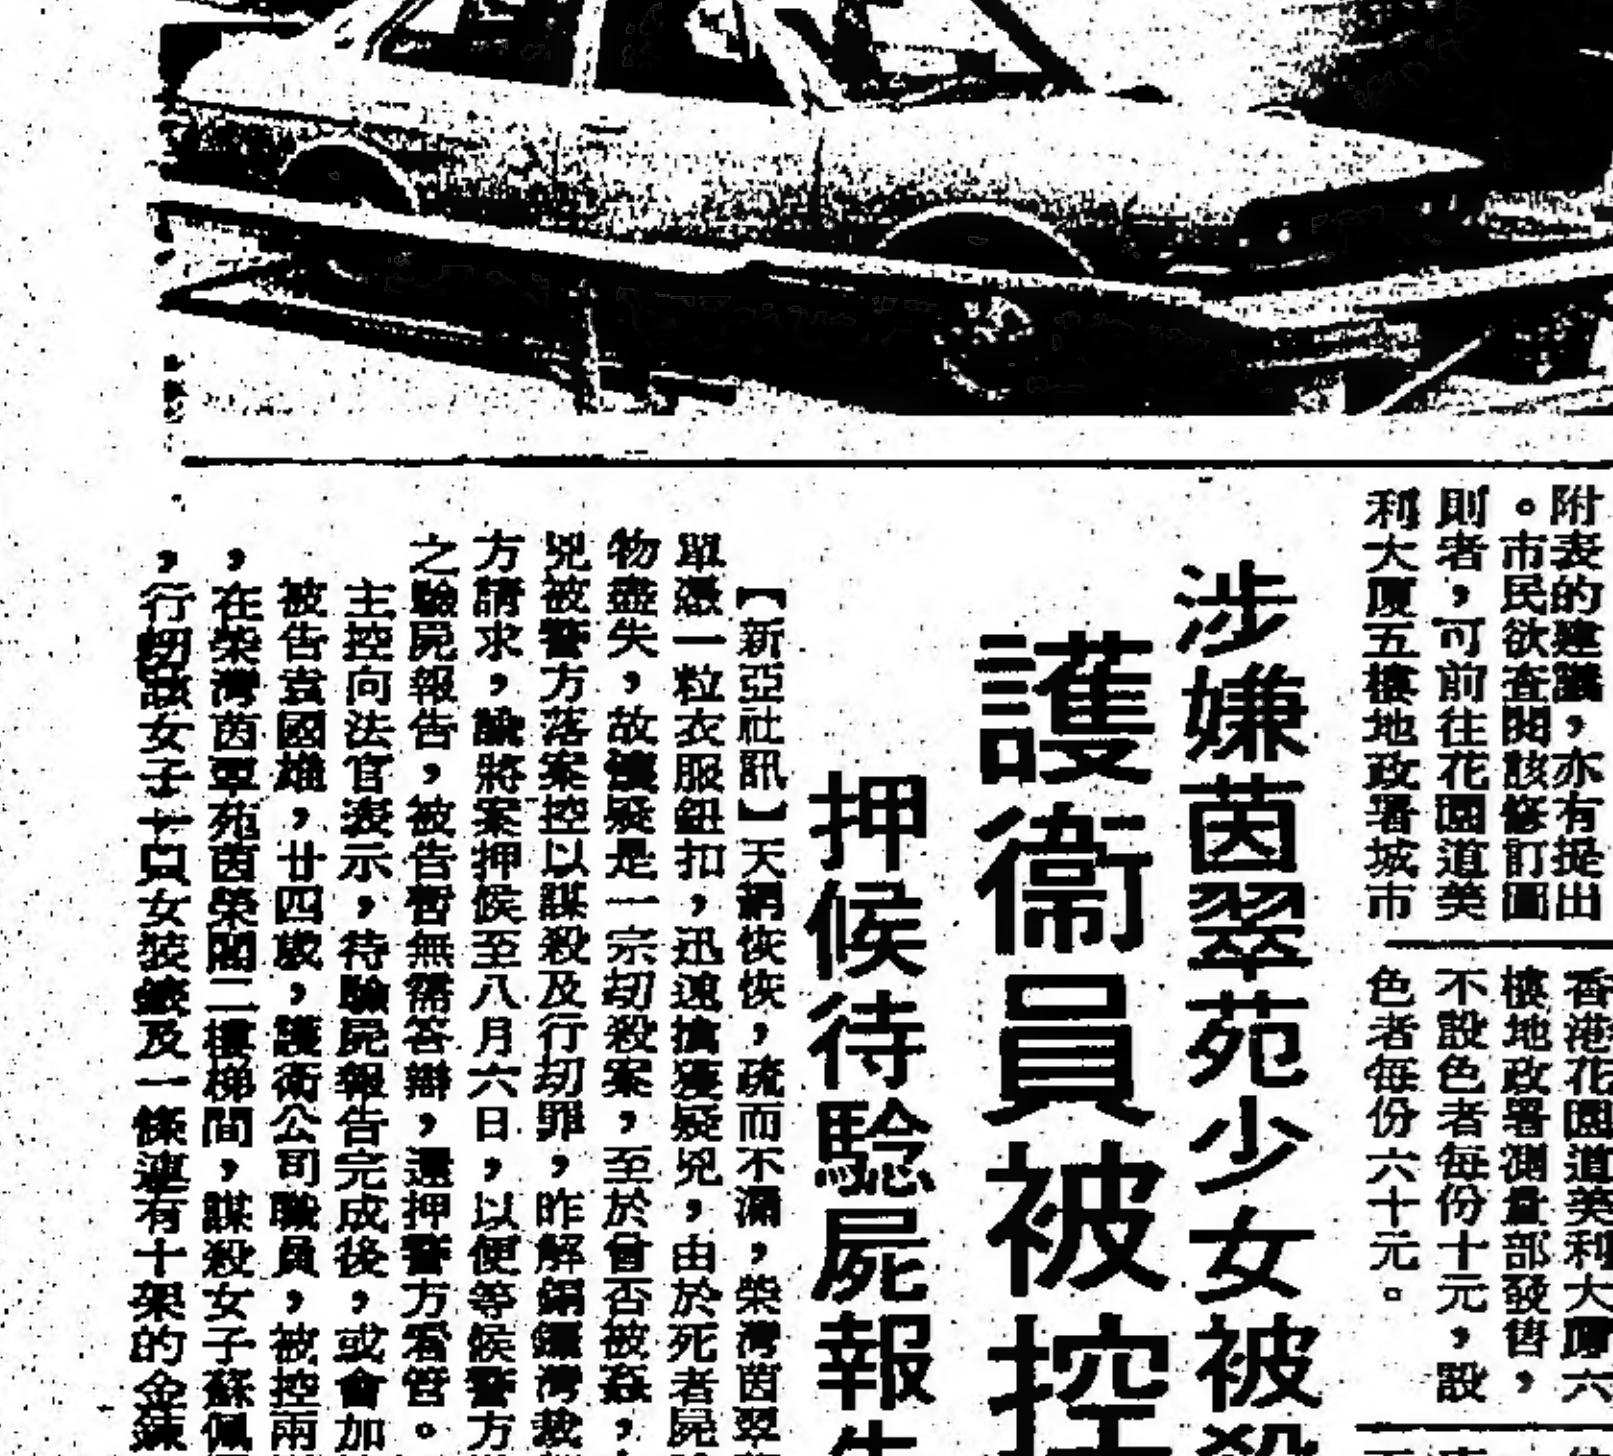 附表的建議，亦有提出
。市民欲查閱該修訂圖
則者，可前往花園道美
利大廈五樓地政署城市
香港花園道美利大廈六
樓地政署測量部發售，
不設色者每份十元，設
色者每份六十元。
涉嫌茵翠苑少女被殺
護衞員被控
押候待驗屍報告
【新亞社訊】天網恢恢，疏而不漏，柴灣茵翠
單憑一粒衣服鈕扣，迅速擒獲疑兇，由於死者屍
物盡失，故懷疑是一宗刧殺案，至於曾否被姦，
兇被警方落案控以謀殺及行刧罪，昨解銅鑼灣裁
方請求，諭將案押候至八月六日，以便等候警方
之驗屍報告，被告暫無需答辯，還押警方看管。
主控向法官表示，待驗屍報告完成後，或會加
被告袁國雄，廿四歲，護衛公司職員，被控兩
，在柴灣茵翠苑茵榮閣二樓梯間，謀殺女子蘇佩
，行刧該女子十只女裝鏹及一條連有十架的金鍊